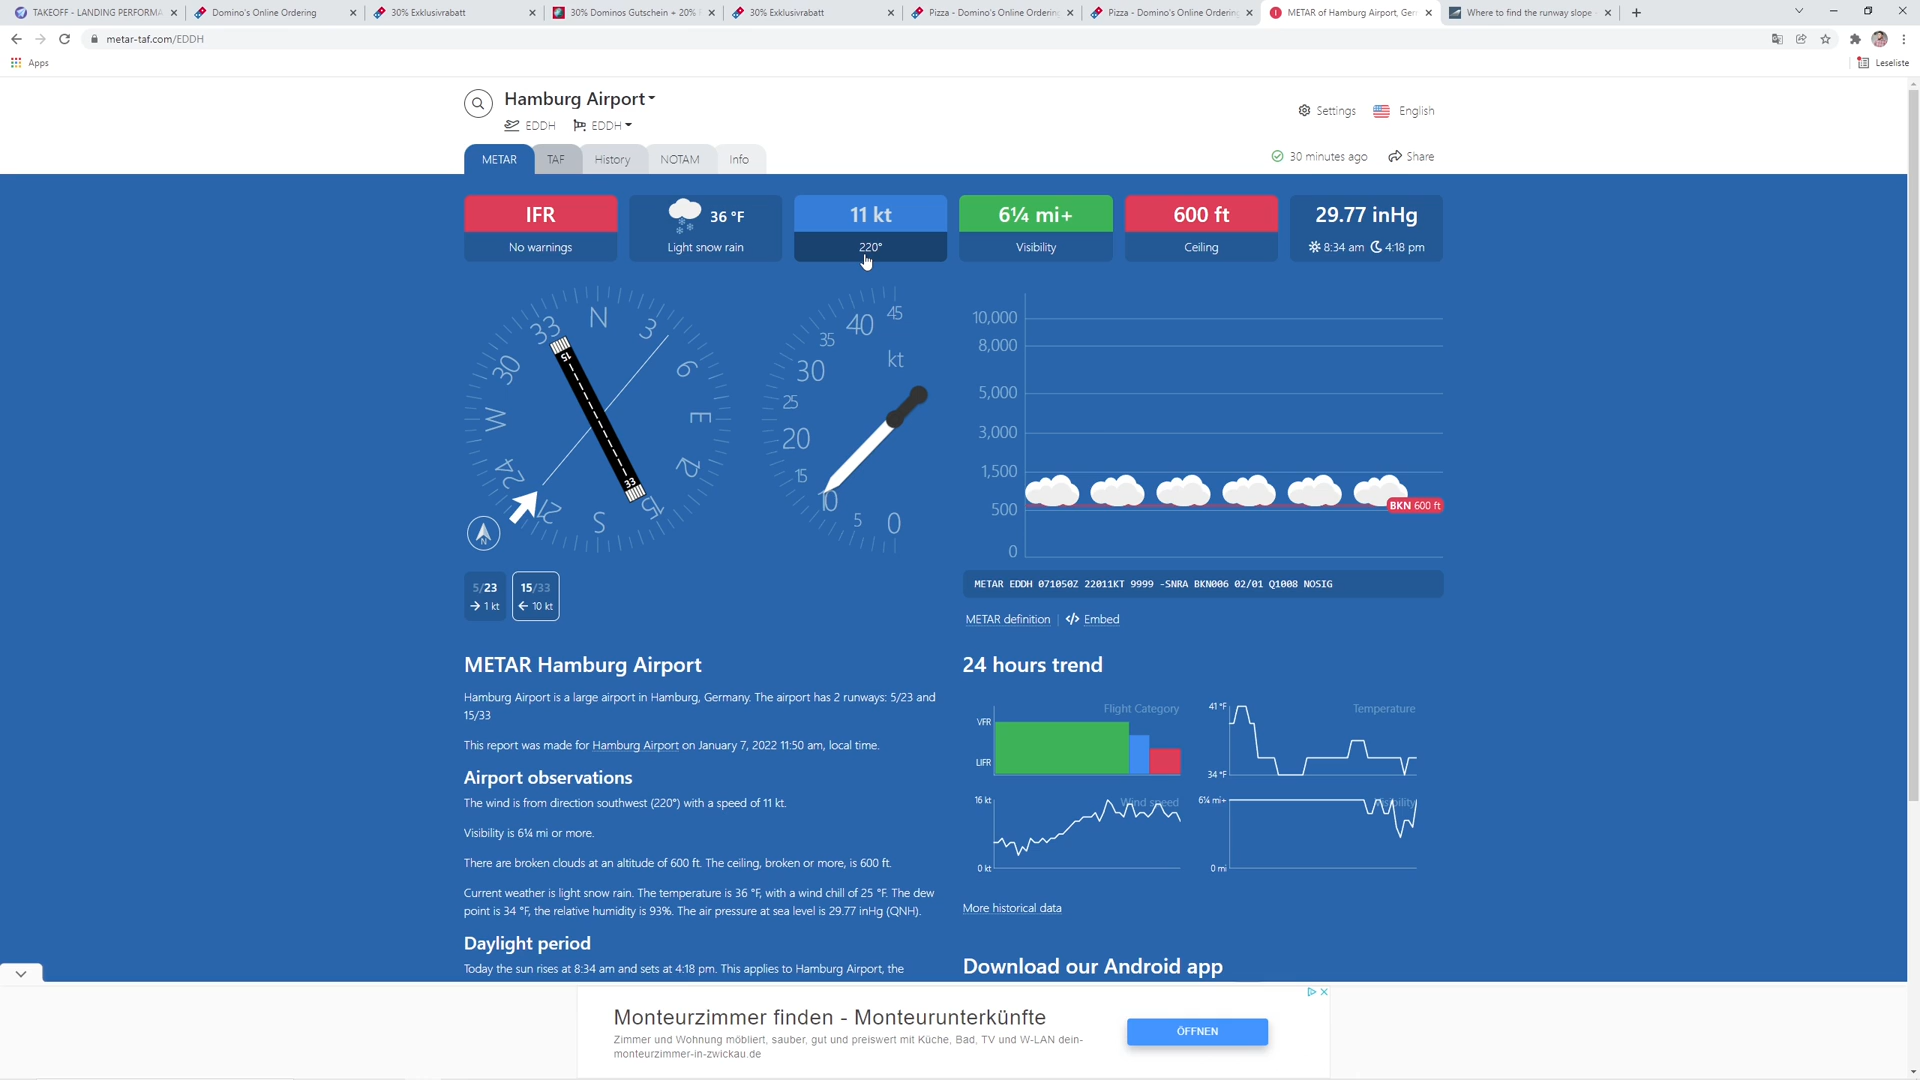 TAKEOFF - LANDING PERFORMA
Domino's Online Ordering
30% Exklusivrabatt
30% Dominos Gutschein + 20%
30% Exklusivrabatt
Pizza - Domino's Online Ordering
Pizza - Domino's Online Ordering
METAR of Hamburg Airport, Ger
Where to find the runway slope
metar-taf.com/EDDH
Apps
Leseliste
Hamburg Airport
EDDH
EDDH
Settings
English
METAR
TAF
History
NOTAM
Info
30 minutes ago
Share
IFR
No warnings
36 °F
Light snow rain
11 kt
220°
6¼ mi+
Visibility
600 ft
Ceiling
29.77 inHg
8:34 am 4:18 pm
N
3
6
E
12
15
S
21
24
W
30
33
15
33
N
45
40
35
kt
30
25
20
15
10
5
0
10,000
8,000
5,000
3,000
1,500
500
0
BKN 600 ft
5/23
1 kt
15/33
10 kt
METAR EDDH 071050Z 22011KT 9999 -SNRA BKN006 02/01 Q1008 NOSIG
METAR definition
Embed
METAR Hamburg Airport
Hamburg Airport is a large airport in Hamburg, Germany. The airport has 2 runways: 5/23 and
15/33
This report was made for Hamburg Airport on January 7, 2022 11:50 am, local time.
Airport observations
The wind is from direction southwest (220°) with a speed of 11 kt.
Visibility is 6¼ mi or more.
There are broken clouds at an altitude of 600 ft. The ceiling, broken or more, is 600 ft.
Current weather is light snow rain. The temperature is 36 °F, with a wind chill of 25 °F. The dew
point is 34 °F, the relative humidity is 93%. The air pressure at sea level is 29.77 inHg (QNH).
Daylight period
Today the sun rises at 8:34 am and sets at 4:18 pm. This applies to Hamburg Airport, the
24 hours trend
Flight Category
VFR
LIFR
Temperature
41 °F
34 °F
Wind speed
16 kt
0 kt
Visibility
6¼ mi+
0 mi
More historical data
Download our Android app
Monteurzimmer finden - Monteurunterkünfte
Zimmer und Wohnung möbliert, sauber, gut und preiswert mit Küche, Bad, TV und W-LAN dein-
monteurzimmer-in-zwickau.de
ÖFFNEN